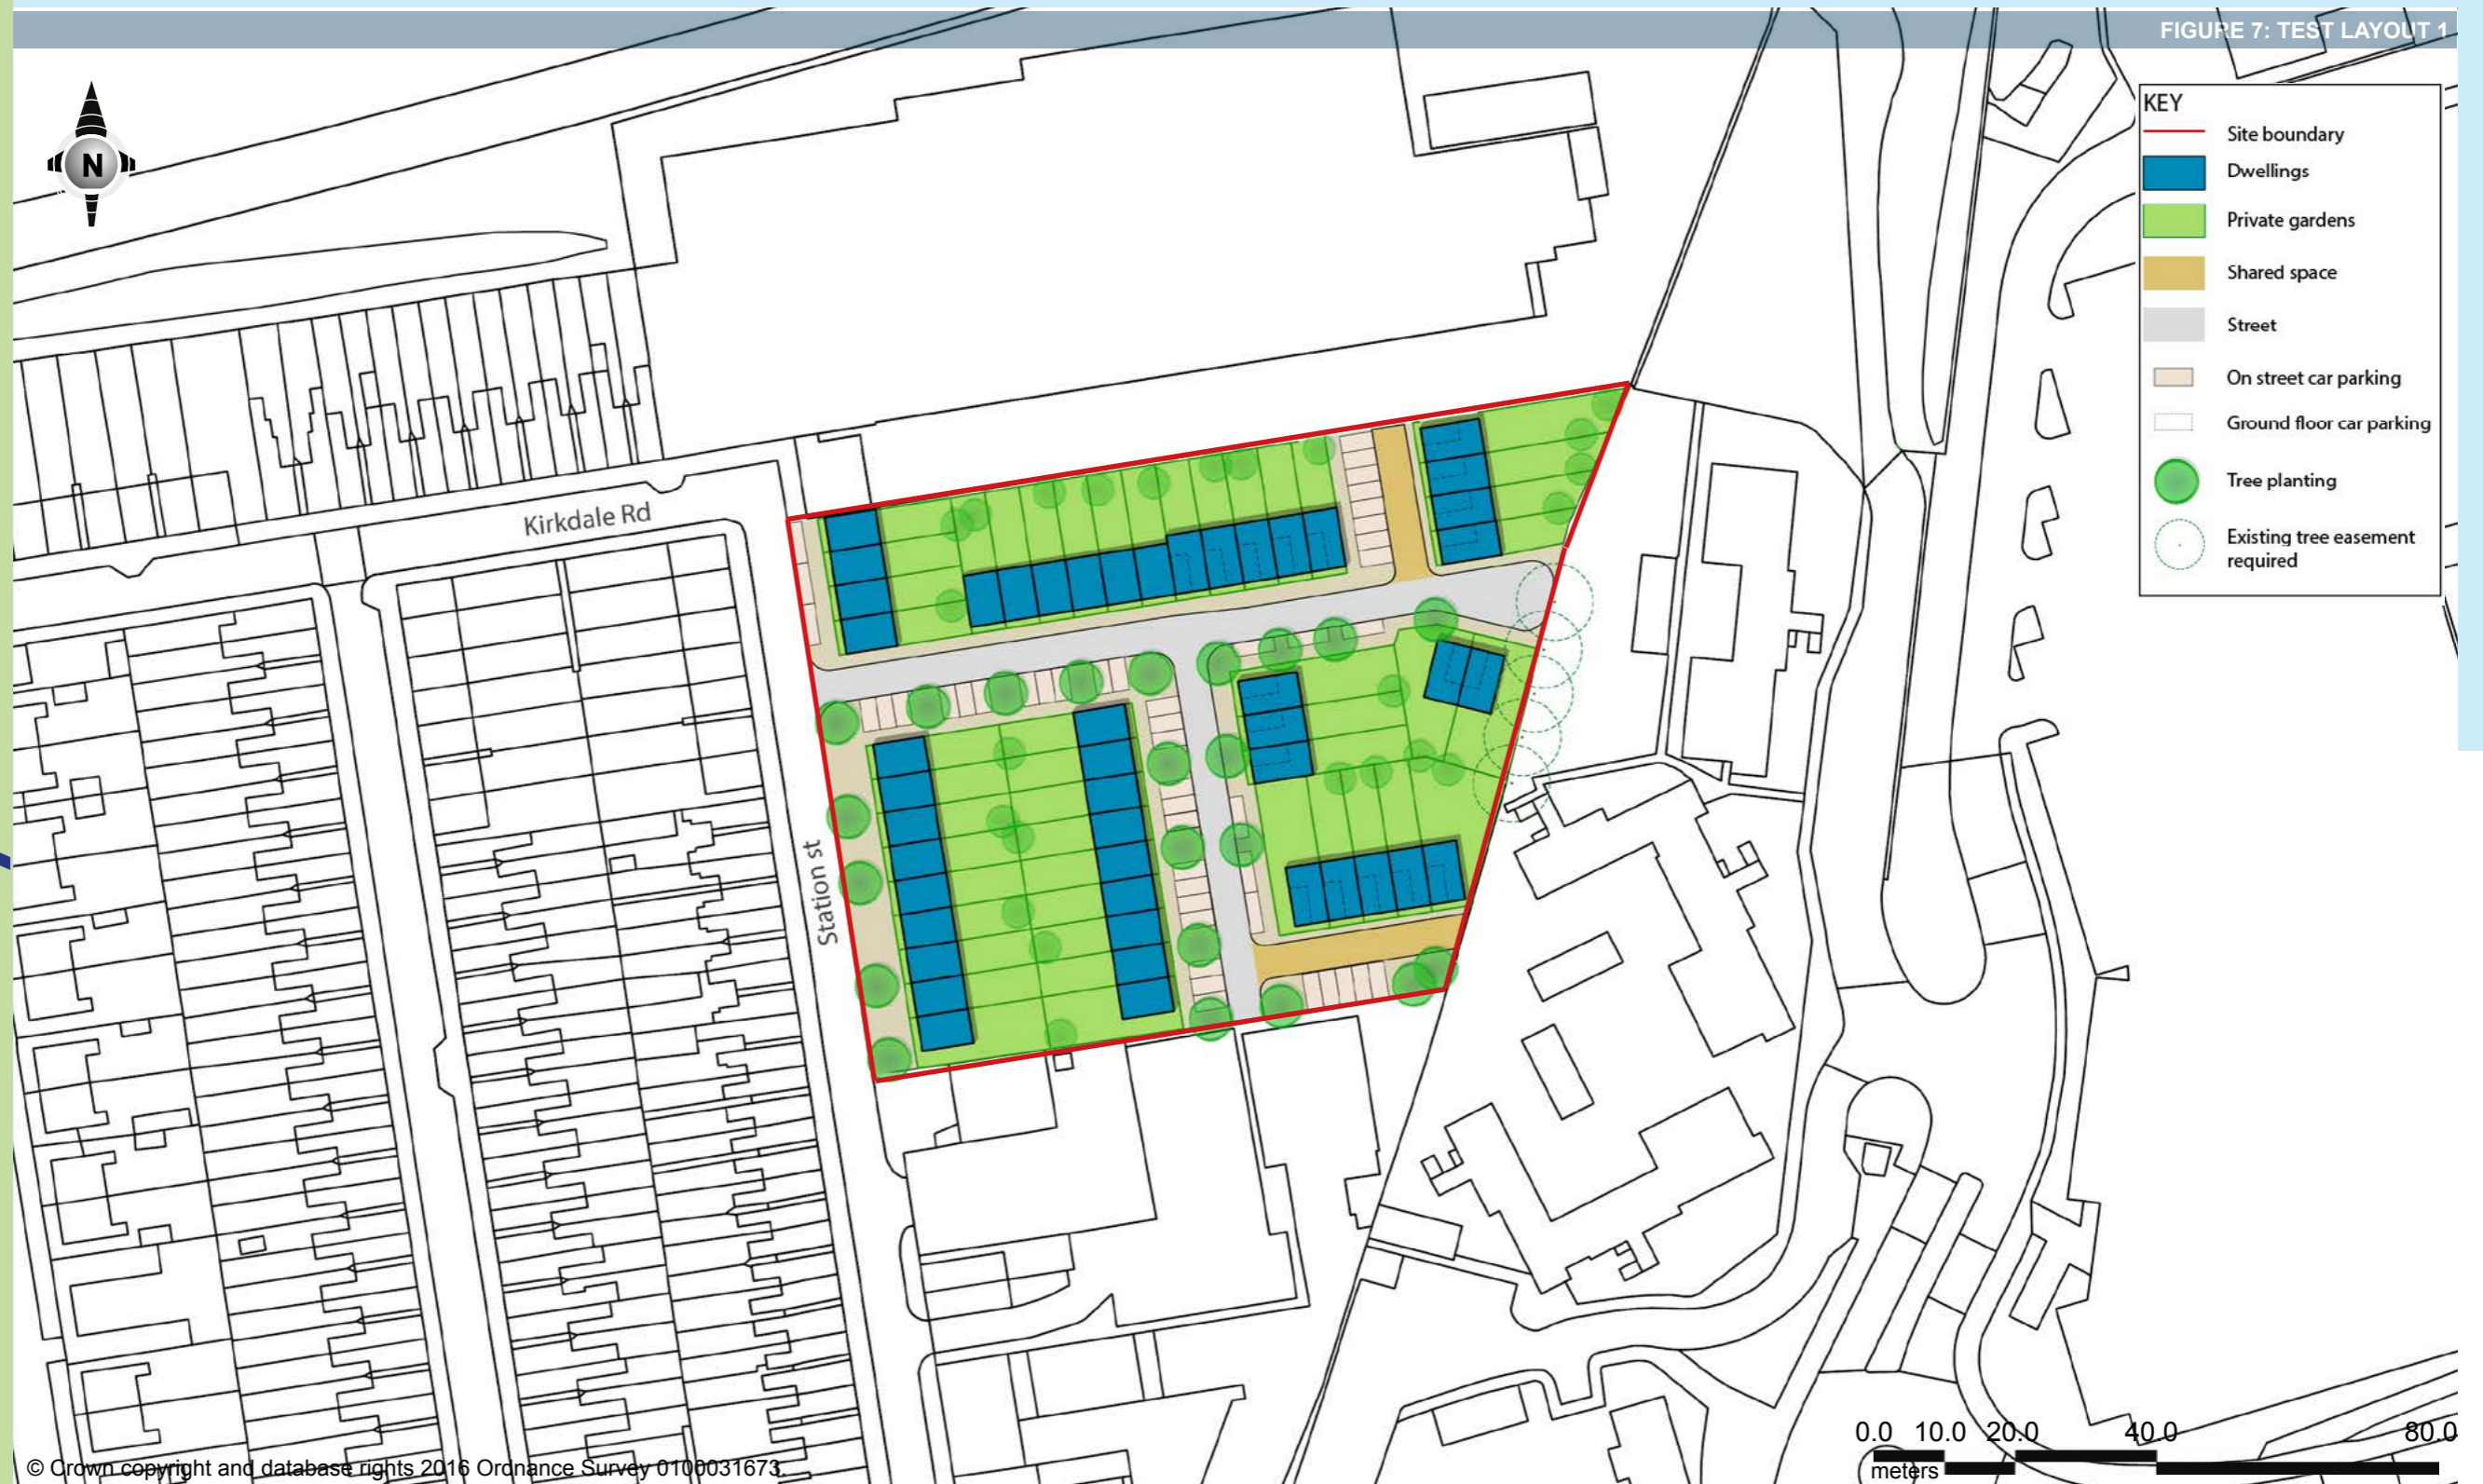 FIGURE 7: TEST LAYOUT 1
N
KEY
Site boundary
Dwellings
Private gardens
Shared space
Street
On street car parking
Ground floor car parking
Tree planting
Existing tree easement
required
Kirkdale Rd
Station st
0.0 10.0 20.0 40.0 80.0
meters
© Crown copyright and database rights 2016 Ordnance Survey 0100031673.